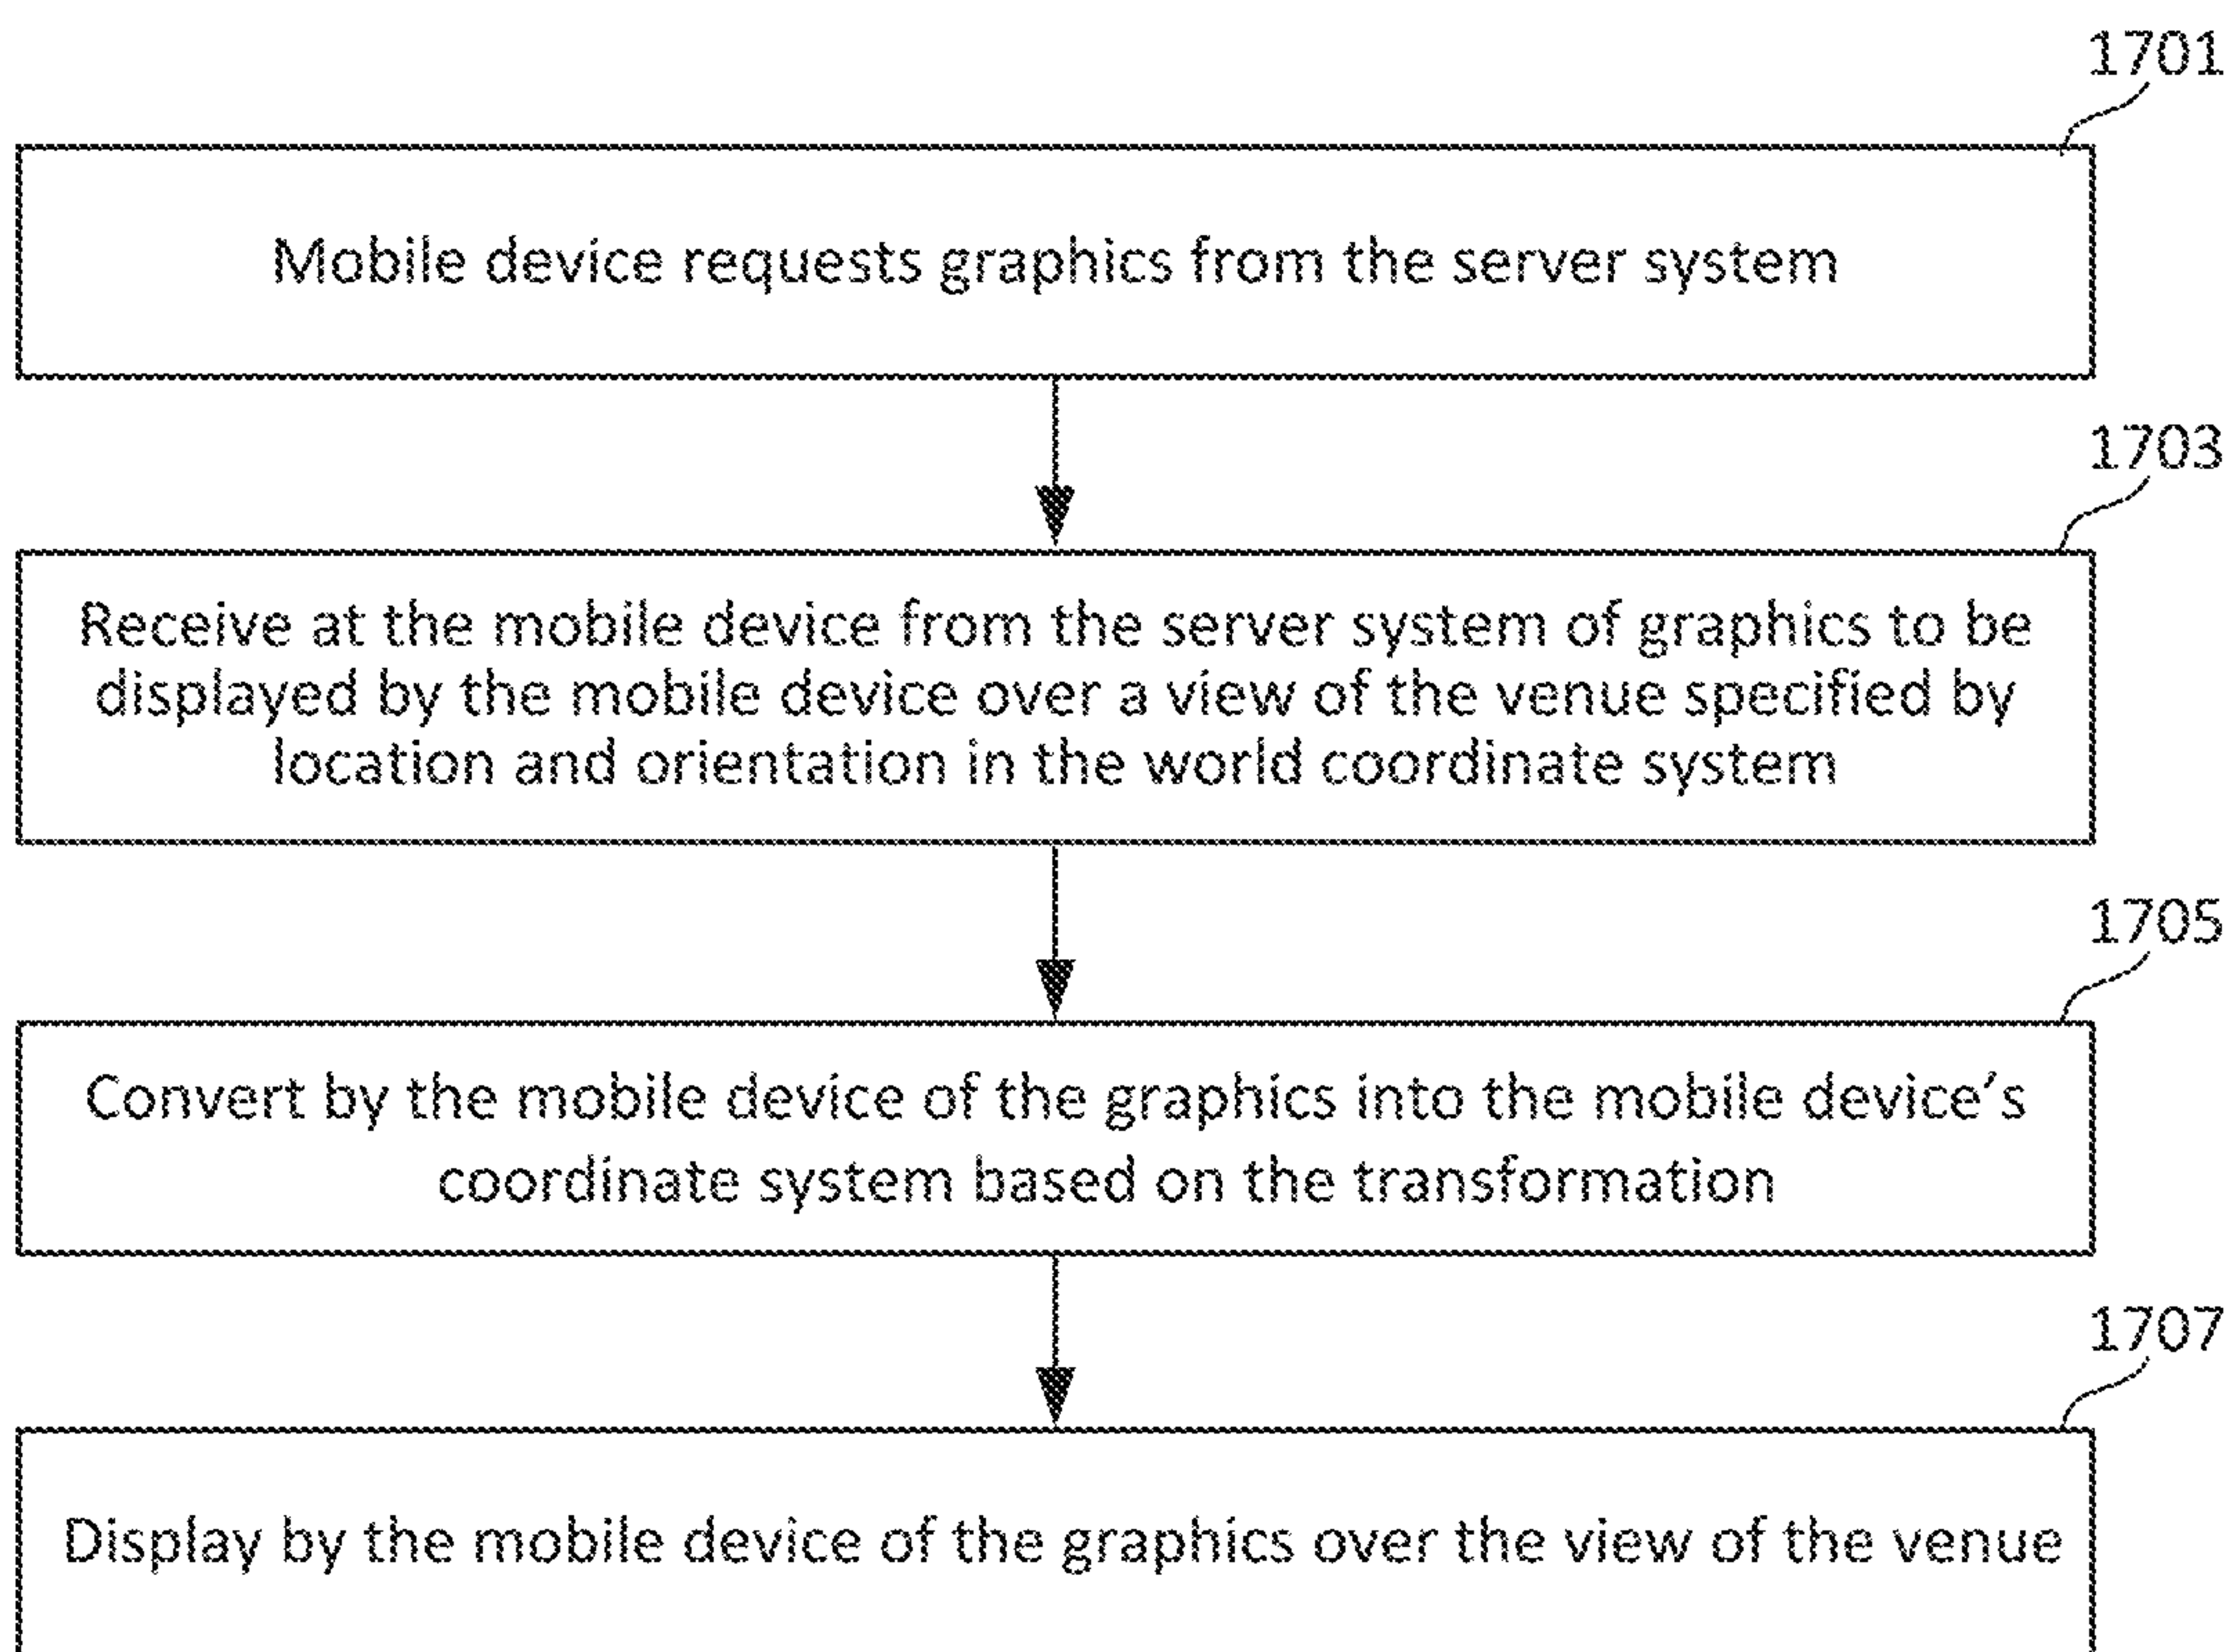 1701
Mobile device requests graphics from the server system
1703
Receive at the mobile device from the server system of graphics to be
displayed by the mobile device over a view of the venue specified by
location and orientation in the world coordinate system
1705
Convert by the mobile device of the graphics into the mobile device’s
coordinate system based on the transformation
1707
Display by the mobile device of the graphics over the view of the venue